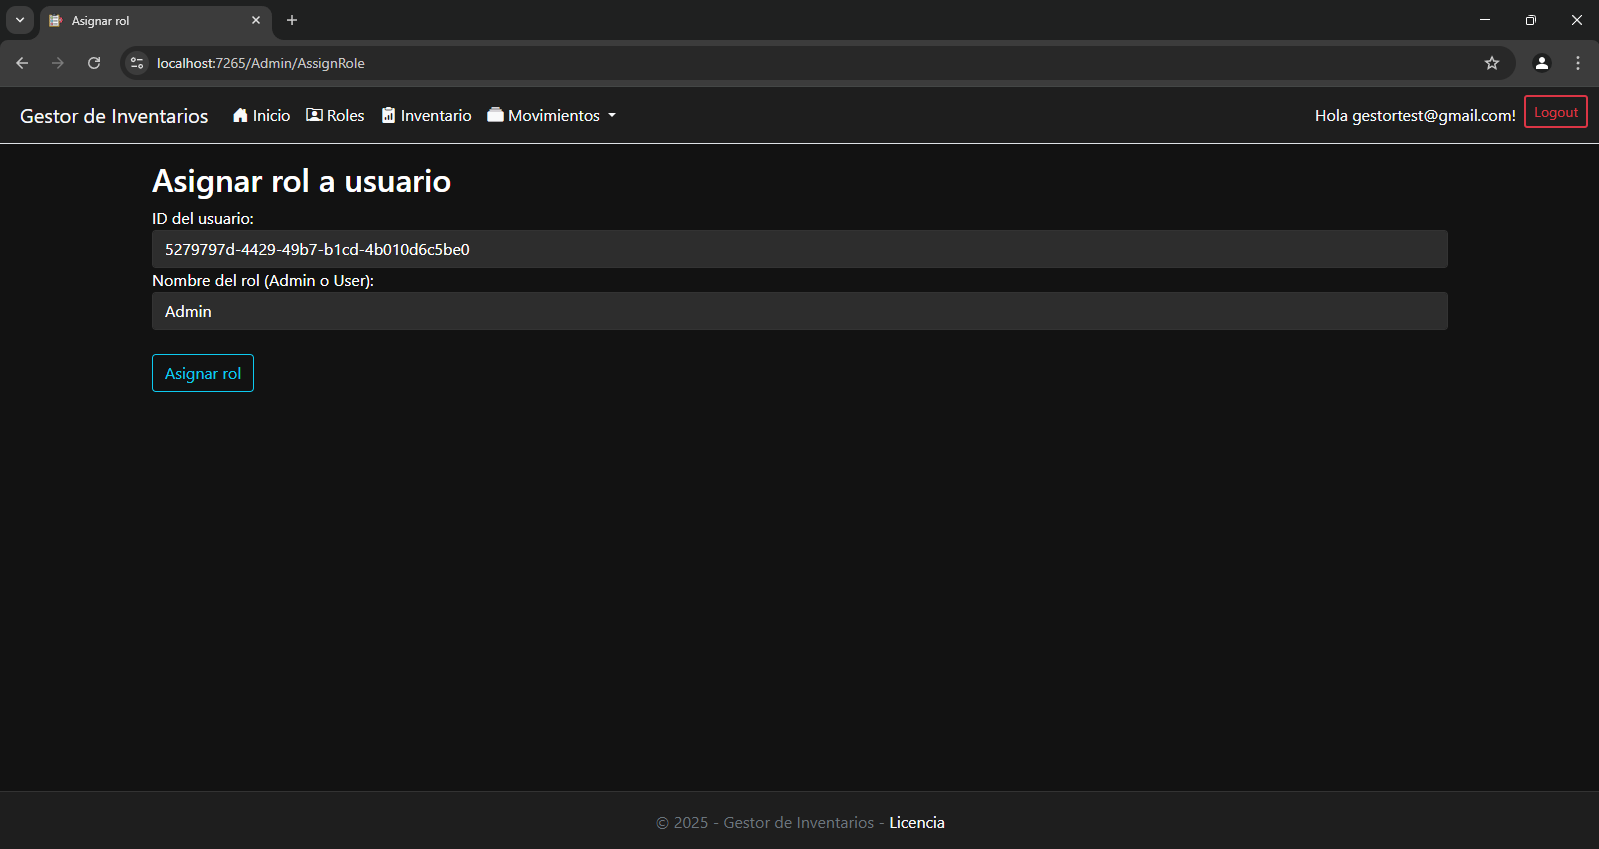 Asignar rol
localhost:7265/Admin/AssignRole
Gestor de Inventarios Inicio Roles Inventario Movimientos Hola gestortest@gmail.com! Logout
Asignar rol a usuario
ID del usuario:
5279797d-4429-49b7-b1cd-4b010d6c5be0
Nombre del rol (Admin o User):
Admin
Asignar rol
© 2025 - Gestor de Inventarios - Licencia